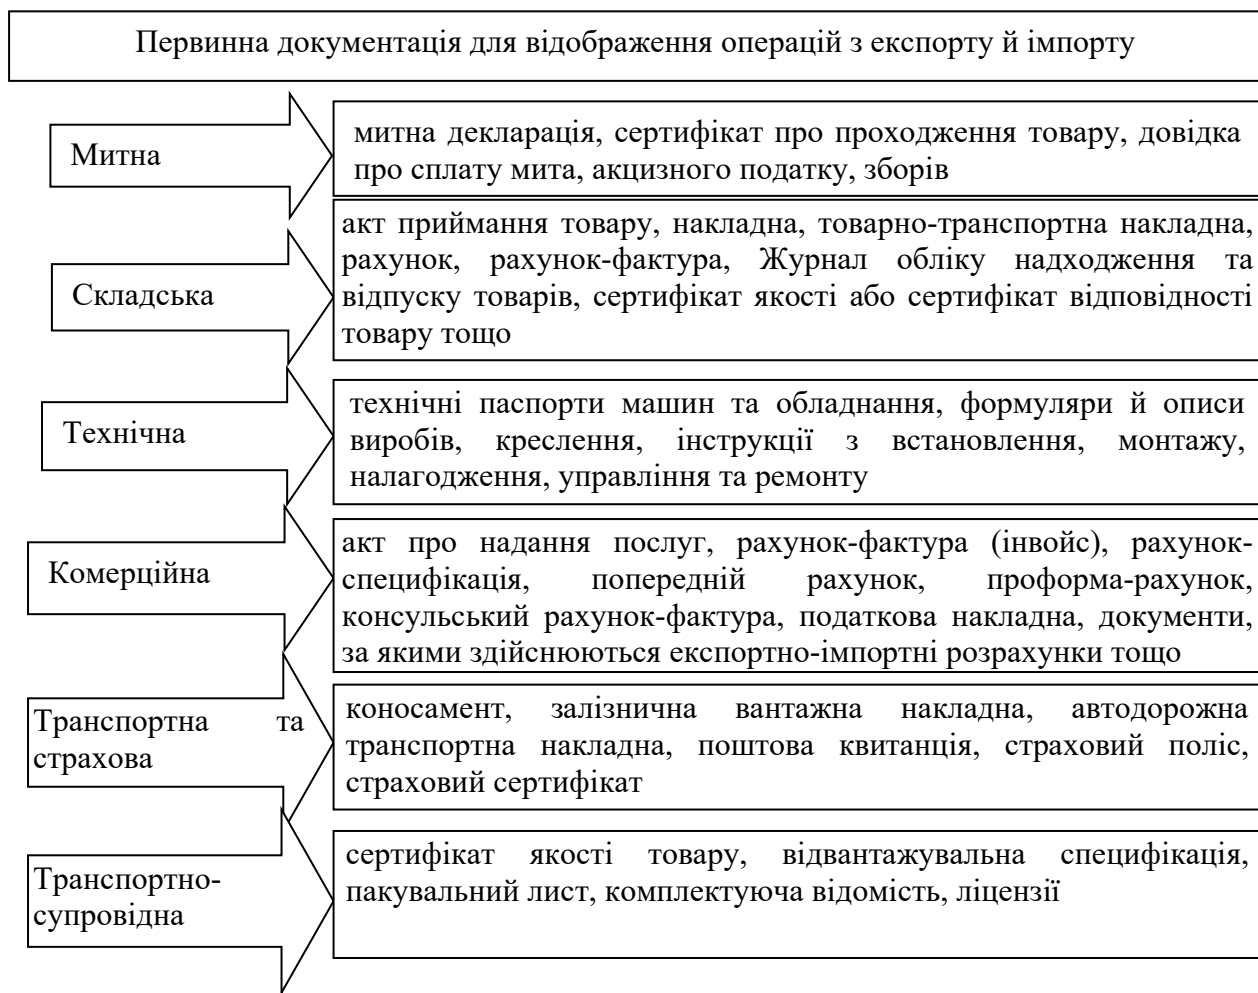 Первинна документація для відображення операцій з експорту й імпорту
Митна
митна декларація, сертифікат про проходження товару, довідка
про сплату мита, акцизного податку, зборів
Складська
акт приймання товару, накладна, товарно-транспортна накладна,
рахунок, рахунок-фактура, Журнал обліку надходження та
відпуску товарів, сертифікат якості або сертифікат відповідності
товару тощо
Технічна
технічні паспорти машин та обладнання, формуляри й описи
виробів, креслення, інструкції з встановлення, монтажу,
налагодження, управління та ремонту
Комерційна
акт про надання послуг, рахунок-фактура (інвойс), рахунок-
специфікація, попередній рахунок, проформа-рахунок,
консульський рахунок-фактура, податкова накладна, документи,
за якими здійснюються експортно-імпортні розрахунки тощо
Транспортна та
страхова
коносамент, залізнична вантажна накладна, автодорожна
транспортна накладна, поштова квитанція, страховий поліс,
страховий сертифікат
Транспортно-
супровідна
сертифікат якості товару, відвантажувальна специфікація,
пакувальний лист, комплектуюча відомість, ліцензії